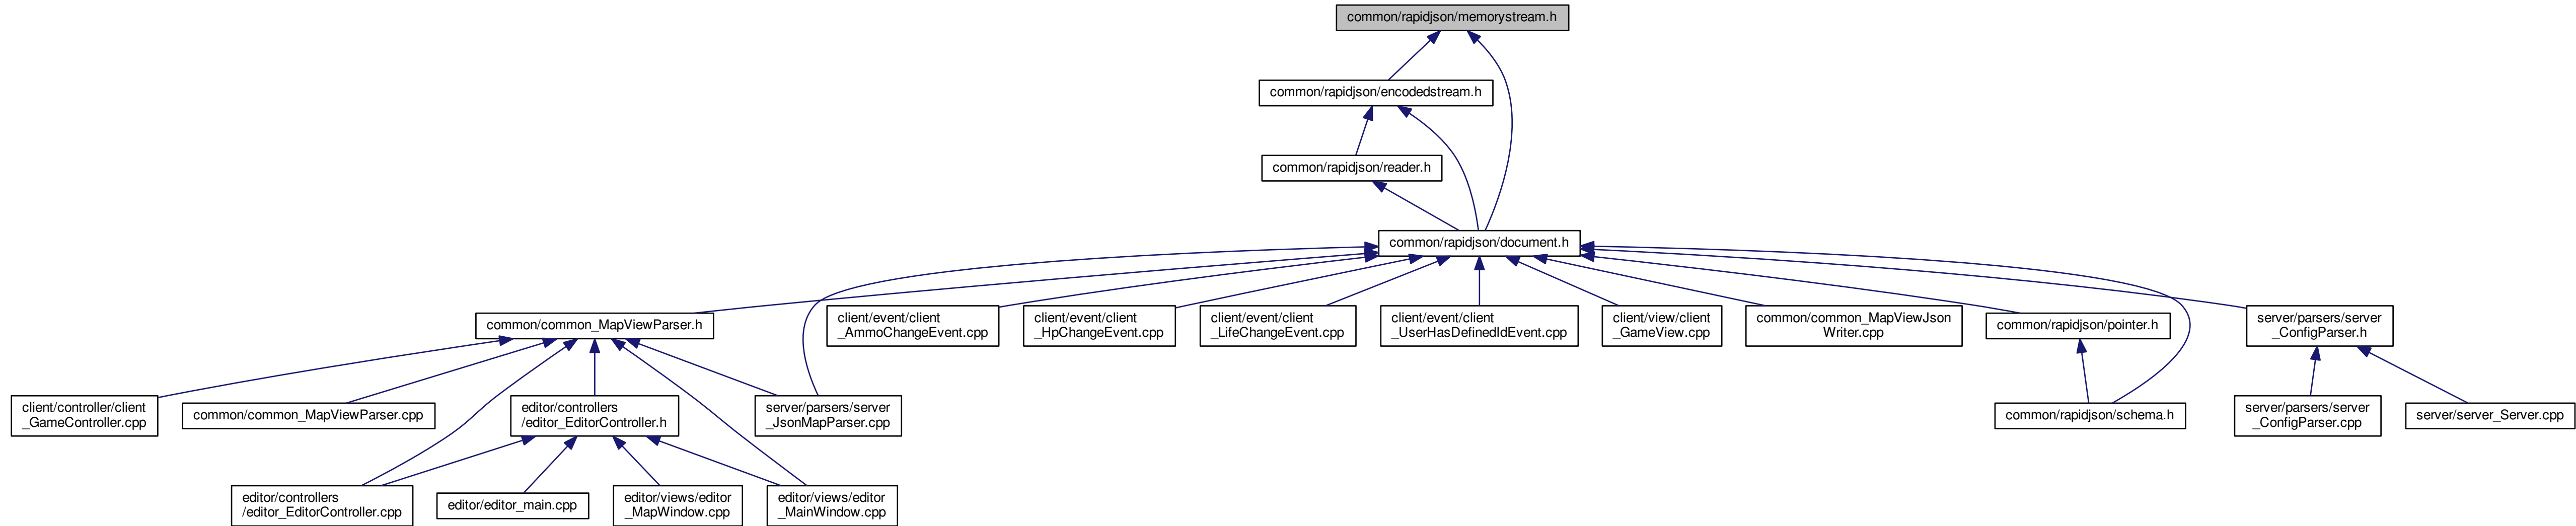 common/rapidjson/memorystream.h
common/rapidjson/encodedstream.h
common/rapidjson/reader.h
common/rapidjson/document.h
common/common_MapViewParser.h
client/event/client
_AmmoChangeEvent.cpp
client/event/client
_HpChangeEvent.cpp
client/event/client
_LifeChangeEvent.cpp
client/event/client
_UserHasDefinedIdEvent.cpp
client/view/client
_GameView.cpp
common/common_MapViewJson
Writer.cpp
common/rapidjson/pointer.h
server/parsers/server
_ConfigParser.h
client/controller/client
_GameController.cpp
common/common_MapViewParser.cpp
editor/controllers
/editor_EditorController.h
server/parsers/server
_JsonMapParser.cpp
common/rapidjson/schema.h
server/parsers/server
_ConfigParser.cpp
server/server_Server.cpp
editor/controllers
/editor_EditorController.cpp
editor/editor_main.cpp
editor/views/editor
_MapWindow.cpp
editor/views/editor
_MainWindow.cpp